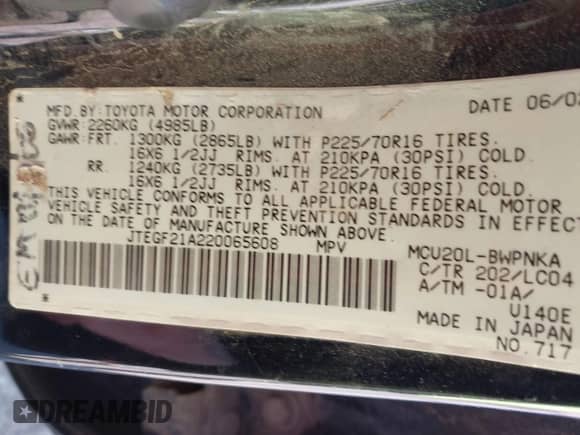 MFD. BY: TOYOTA MOTOR CORPORATION DATE 06/02
GVWR 2260KG (4985LB)
GAWR: FRT. 1300KG (2865LB) WITH P225/70R16 TIRES.
16X6 1/2JJ RIMS. AT 210KPA (30PSI) COLD.
RR. 1240KG (2735LB) WITH P225/70R16 TIRES.
16X6 1/2JJ RIMS. AT 210KPA (30PSI) COLD.
THIS VEHICLE CONFORMS TO ALL APPLICABLE FEDERAL MOTOR
VEHICLE SAFETY AND THEFT PREVENTION STANDARDS IN EFFECT
ON THE DATE OF MANUFACTURE SHOWN ABOVE.
JTEGF21A220065608 MPV
MCU20L-BWPNKA
C/TR 202/LC04
A/TM -01A/
U140E
MADE IN JAPAN
NO.717
DREAMBID